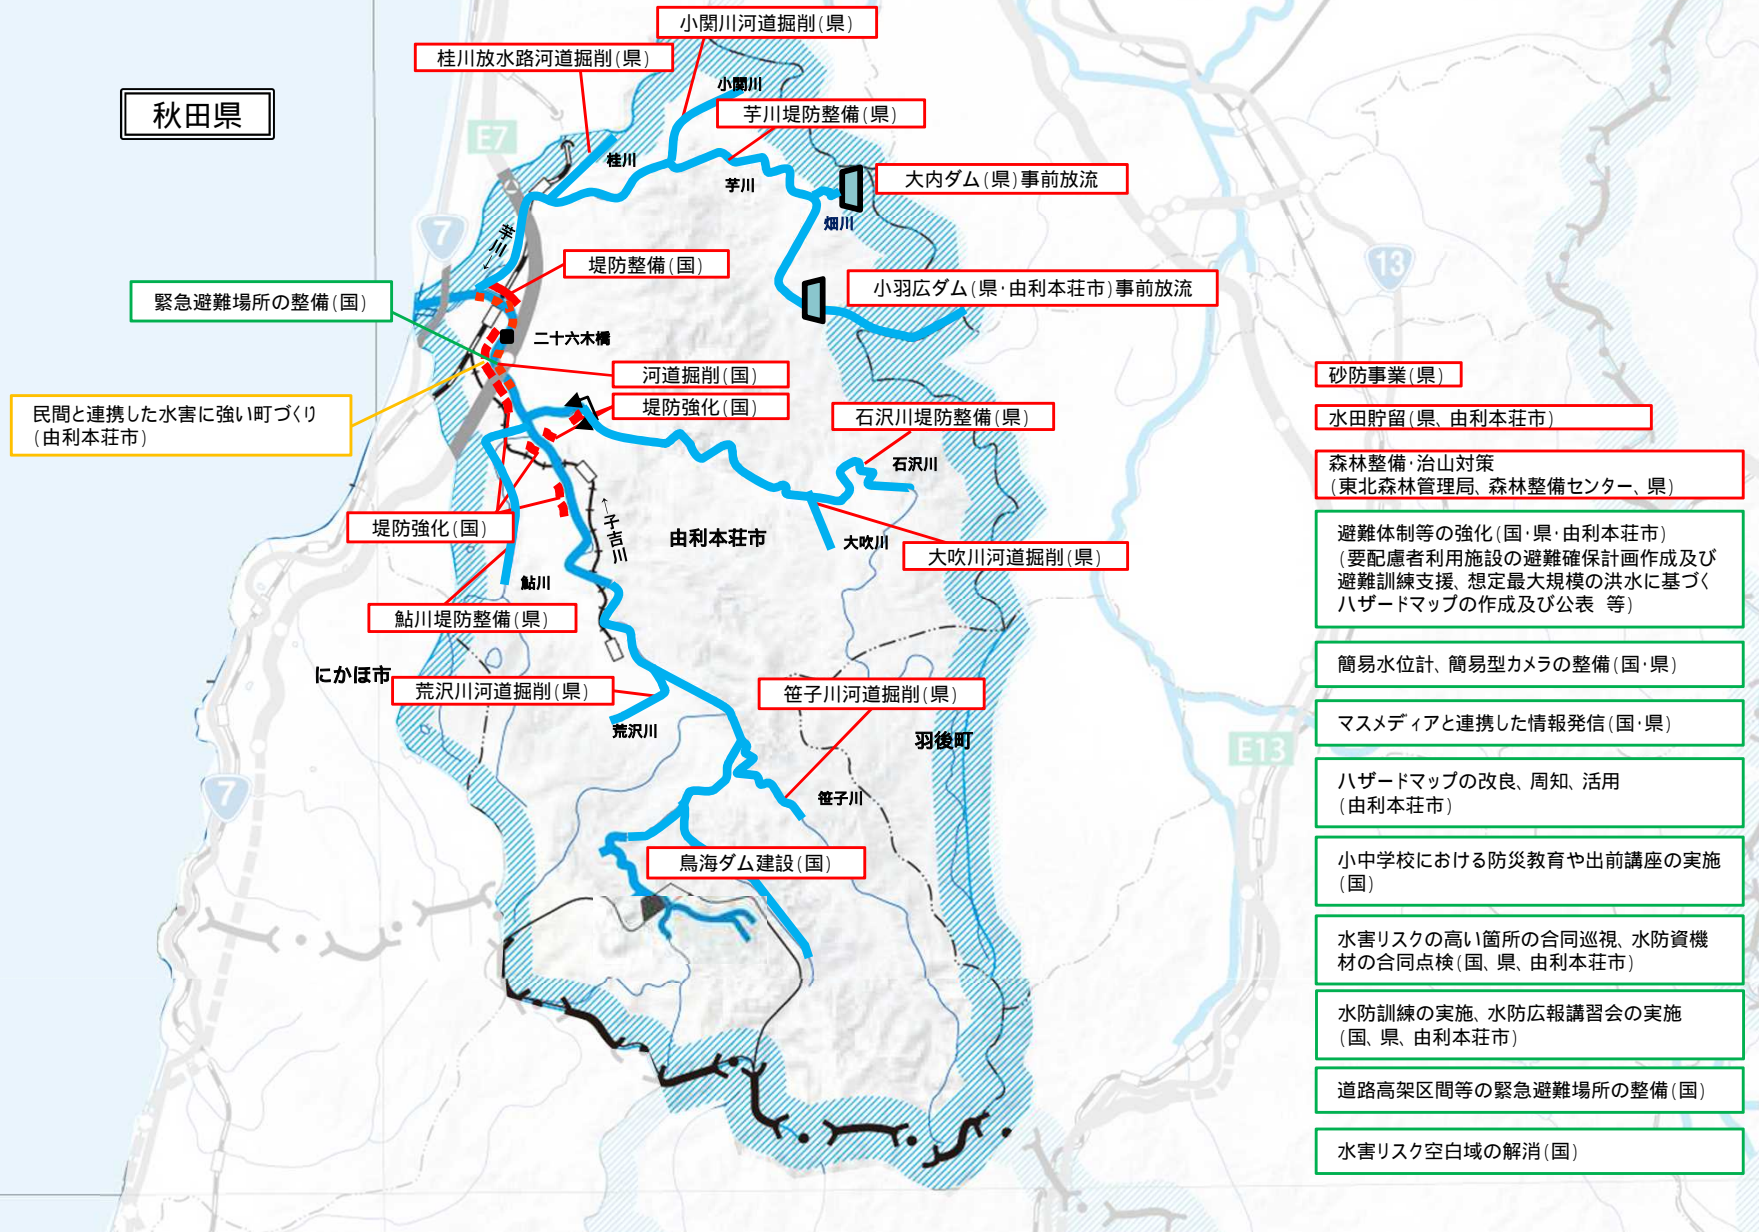 小関川河道掘削(県)
桂川放水路河道掘削(県)
小関川
秋田県
芋川堤防整備(県)
E7
桂川
芋川
大内ダム(県)事前放流
畑川
7
芋川
←
堤防整備(国)
13
緊急避難場所の整備(国)
小羽広ダム(県・由利本荘市)事前放流
二十六木橋
河道掘削(国)
砂防事業(県)
民間と連携した水害に強い町づくり
(由利本荘市)
堤防強化(国)
石沢川堤防整備(県)
水田貯留(県、由利本荘市)
石沢川
森林整備・治山対策
(東北森林管理局、森林整備センター、県)
堤防強化(国)
←子吉川
由利本荘市
大吹川
大吹川河道掘削(県)
避難体制等の強化(国・県・由利本荘市)
(要配慮者利用施設の避難確保計画作成及び
避難訓練支援、想定最大規模の洪水に基づく
ハザードマップの作成及び公表 等)
鮎川
鮎川堤防整備(県)
にかほ市
荒沢川河道掘削(県)
笹子川河道掘削(県)
簡易水位計、簡易型カメラの整備(国・県)
荒沢川
羽後町
マスメディアと連携した情報発信(国・県)
E13
7
笹子川
ハザードマップの改良、周知、活用
(由利本荘市)
鳥海ダム建設(国)
小中学校における防災教育や出前講座の実施
(国)
水害リスクの高い箇所の合同巡視、水防資機
材の合同点検(国、県、由利本荘市)
水防訓練の実施、水防広報講習会の実施
(国、県、由利本荘市)
道路高架区間等の緊急避難場所の整備(国)
水害リスク空白域の解消(国)